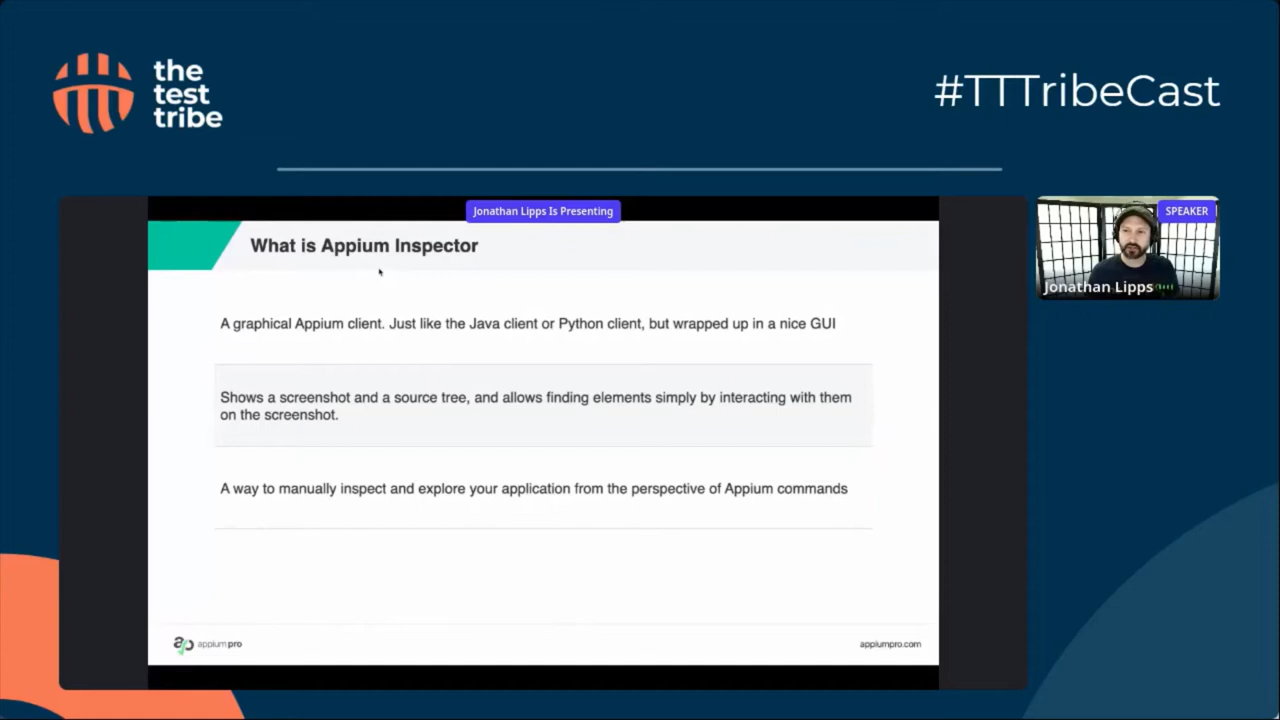 the
test
tribe
#TTTribeCast
Jonathan Lipps Is Presenting
SPEAKER
Jonathan Lipps
What is Appium Inspector
A graphical Appium client. Just like the Java client or Python client, but wrapped up in a nice GUI
Shows a screenshot and a source tree, and allows finding elements simply by interacting with them
on the screenshot.
A way to manually inspect and explore your application from the perspective of Appium commands
appium pro
appiumpro.com